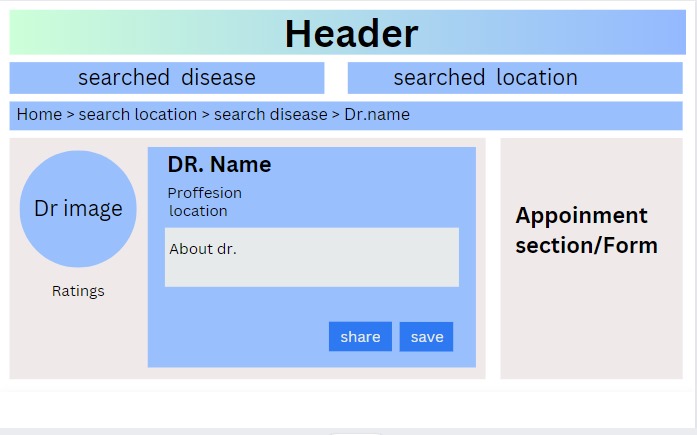 Header
searched disease
searched location
Home > search location > search disease > Dr.name
Dr image
Ratings
DR. Name
Proffesion
location
About dr.
share
save
Appoinment
section/Form